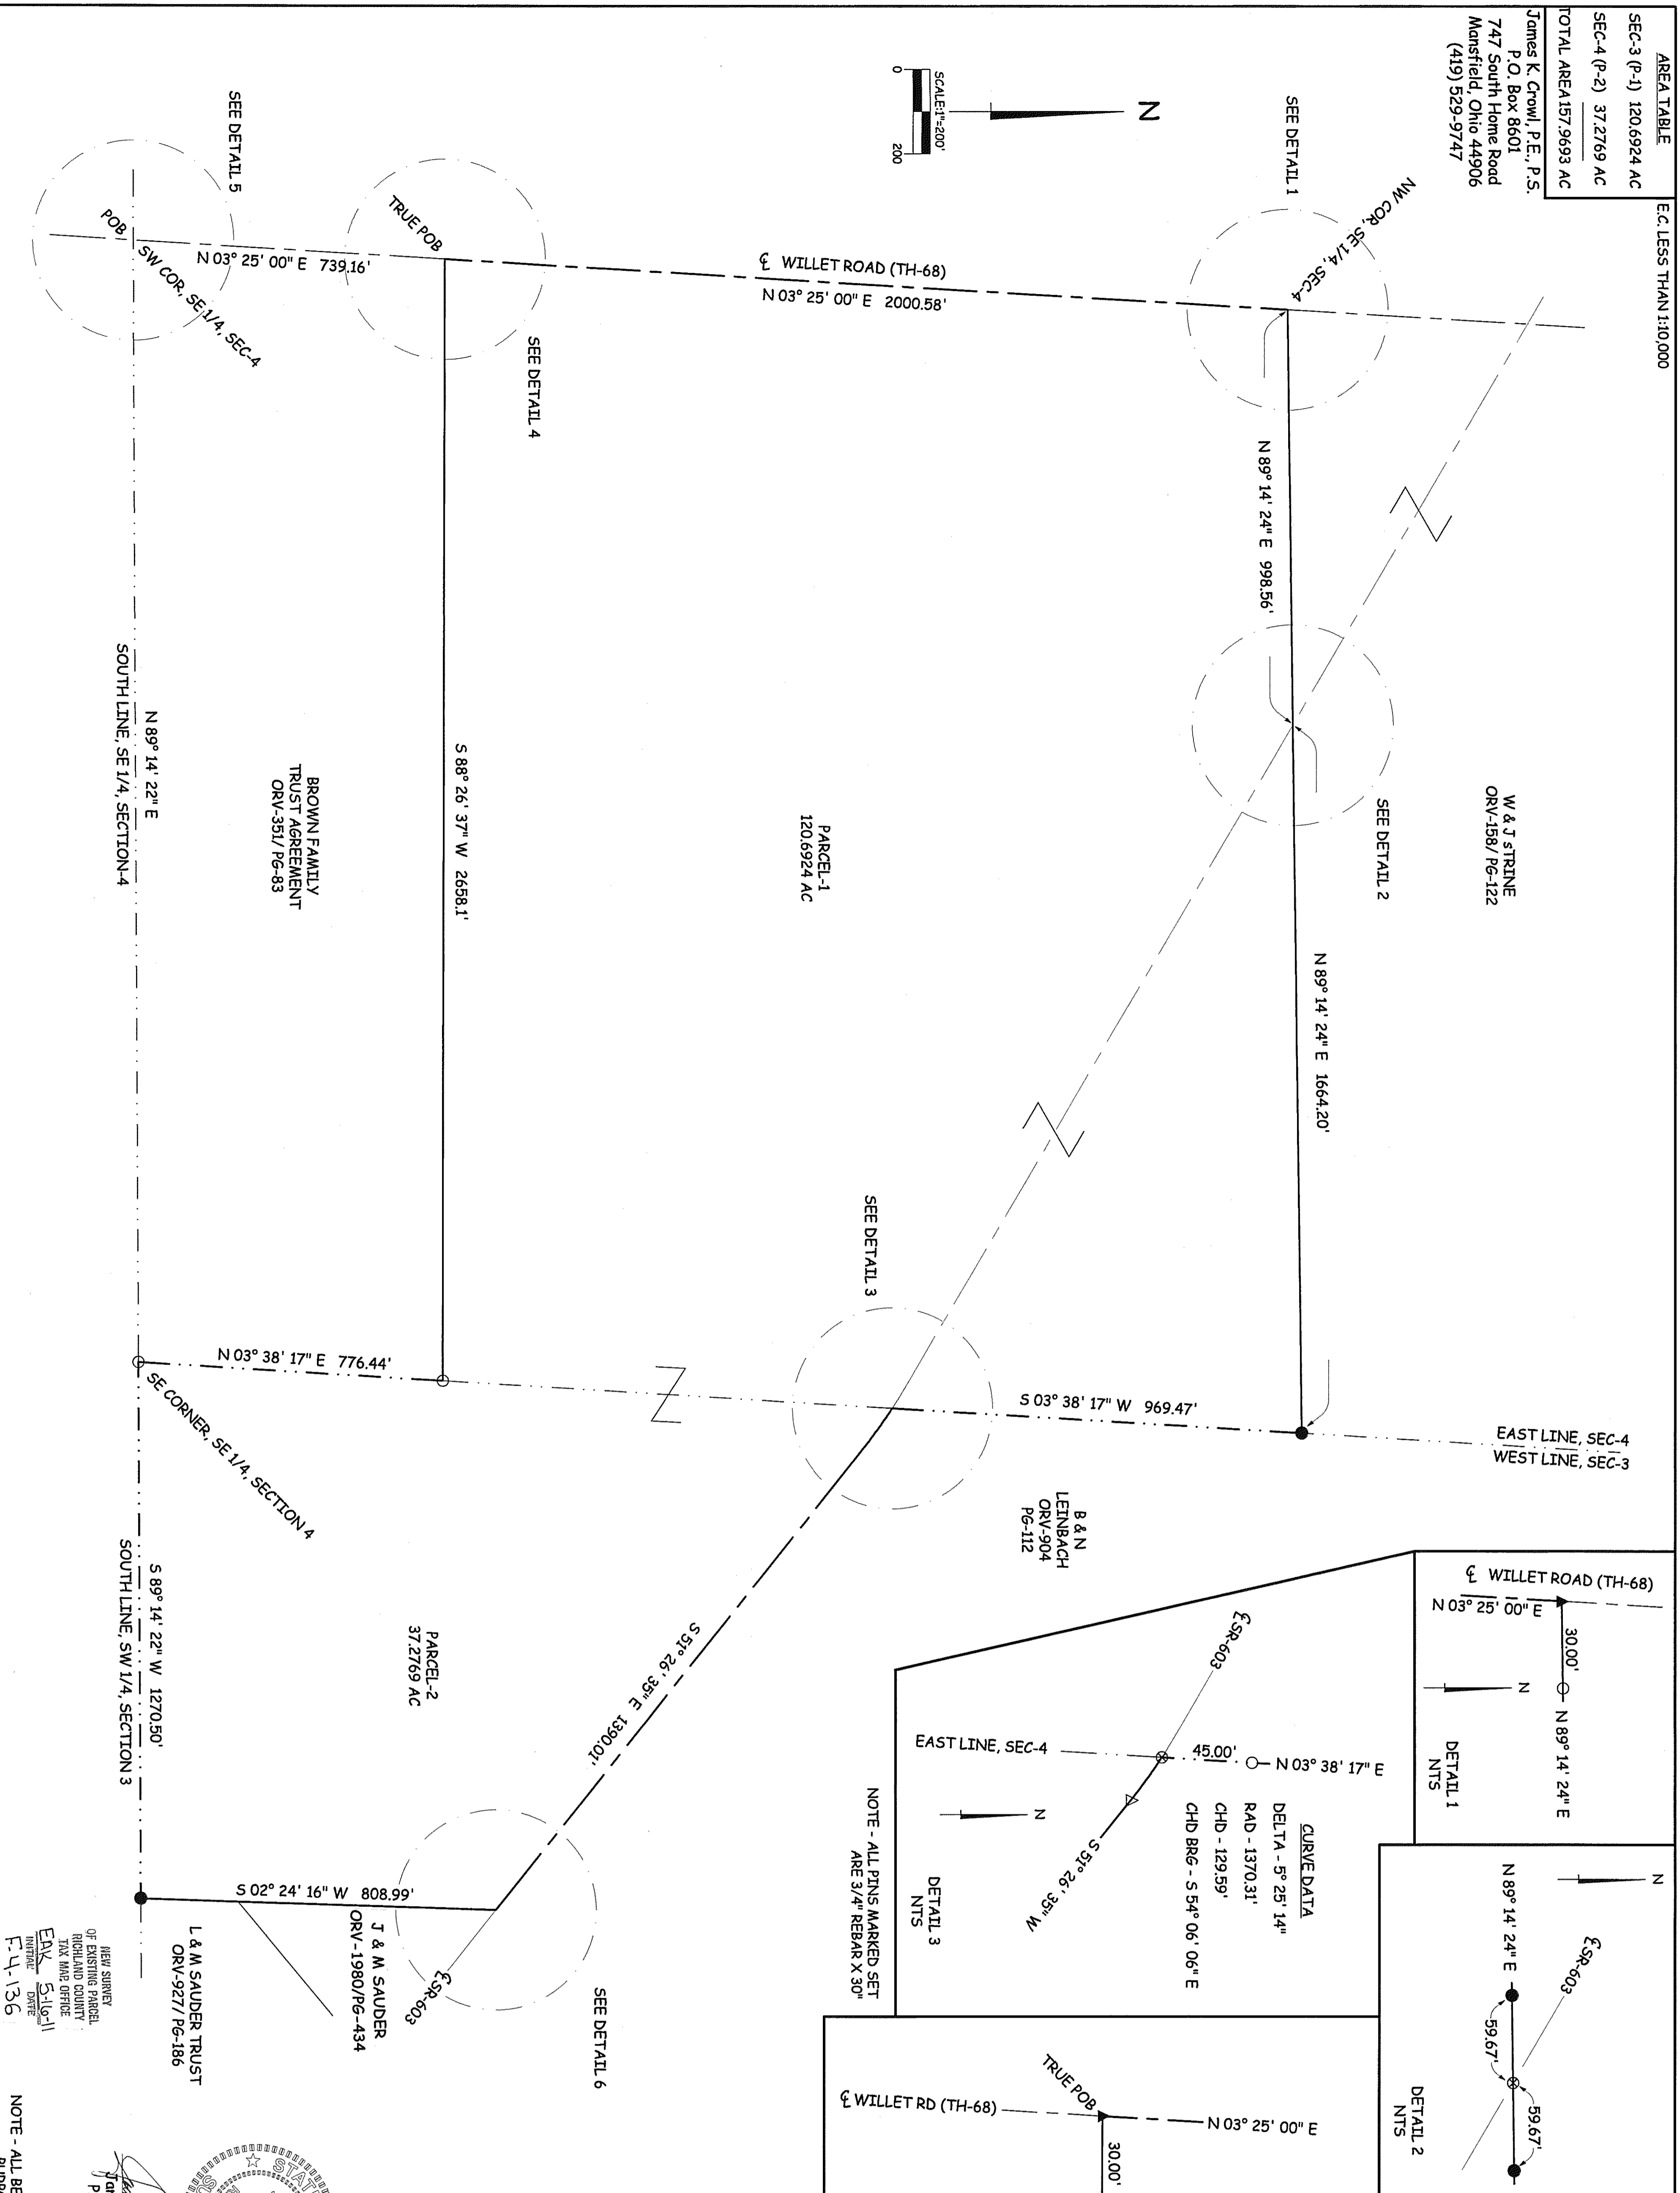 AREA TABLE
SEC-3 (P-1) 120.6924 AC
SEC-4 (P-2) 37.2769 AC
TOTAL AREA 157.9693 AC
E.C. LESS THAN 1:10,000
James K. Crowl, P.E., P.S.
P.O. Box 8601
747 South Home Road
Mansfield, Ohio 44906
(419) 529-9747
SEE DETAIL 1
NW COR, SE 1/4, SEC-4
N
SCALE:1"=200'
0 200
N 89° 14' 24" E 998.56'
SEE DETAIL 2
W & J sTRINE
ORV-158/ PG-122
N 89° 14' 24" E 1664.20'
℄ WILLET ROAD (TH-68)
N 03° 25' 00" E 2000.58'
PARCEL-1
120.6924 AC
SEE DETAIL 3
S 03° 38' 17" W 969.47'
EAST LINE, SEC-4
WEST LINE, SEC-3
B & N
LEINBACH
ORV-904
PG-112
SEE DETAIL 4
TRUE POB
S 88° 26' 37" W 2658.1'
N 03° 25' 00" E 739.16'
SEE DETAIL 5
POB
SW COR, SE 1/4, SEC-4
BROWN FAMILY
TRUST AGREEMENT
ORV-351/ PG-83
N 89° 14' 22" E
SOUTH LINE, SE 1/4, SECTION-4
N 03° 38' 17" E 776.44'
SE CORNER, SE 1/4, SECTION 4
S 51° 26' 35" E 1390.01'
PARCEL-2
37.2769 AC
S 89° 14' 22" W 1270.50'
SOUTH LINE, SW 1/4, SECTION 3
S 02° 24' 16" W 808.99'
SEE DETAIL 6
℄ SR-603
J & M SAUDER
ORV-1980/PG-434
L & M SAUDER TRUST
ORV-927/ PG-186
℄ WILLET ROAD (TH-68)
N 03° 25' 00" E
30.00'
N 89° 14' 24" E
N
DETAIL 1
NTS
N
N 89° 14' 24" E
℄ SR-603
59.67'
59.67'
DETAIL 2
NTS
℄ SR-603
EAST LINE, SEC-4
45.00'
N 03° 38' 17" E
S 51° 26' 35" W
CURVE DATA
DELTA - 5° 25' 14"
RAD - 1370.31'
CHD - 129.59'
CHD BRG - S 54° 06' 06" E
N
DETAIL 3
NTS
NOTE - ALL PINS MARKED SET
ARE 3/4" REBAR X 30"
TRUE POB
℄ WILLET RD (TH-68)
N 03° 25' 00" E
30.00'
NEW SURVEY
OF EXISTING PARCEL
RICHLAND COUNTY
TAX MAP OFFICE
EAK 5-16-11
INITIAL DATE
F-4-136
NOTE - ALL BE
STAT